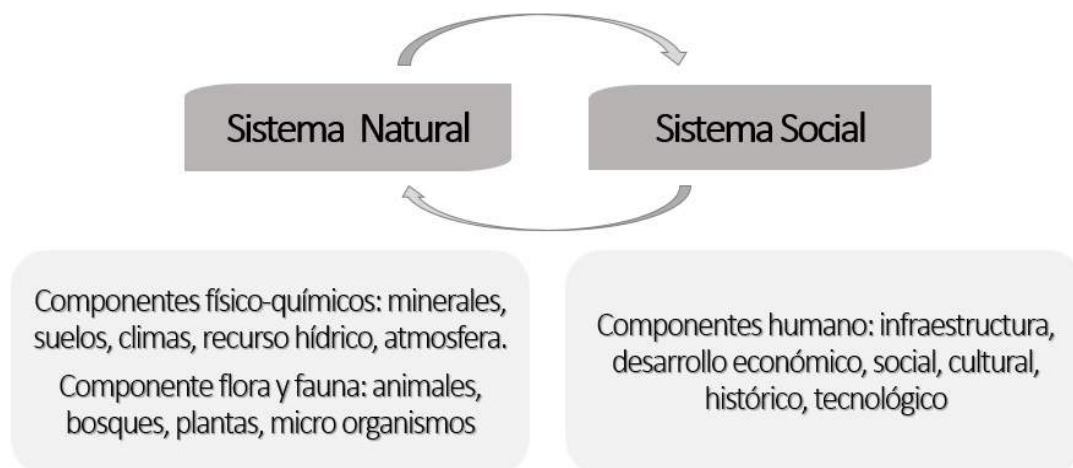 Sistema Natural
Sistema Social
Componentes físico-químicos: minerales,
suelos, climas, recurso hídrico, atmosfera.
Componente flora y fauna: animales,
bosques, plantas, micro organismos
Componentes humano: infraestructura,
desarrollo económico, social, cultural,
histórico, tecnológico